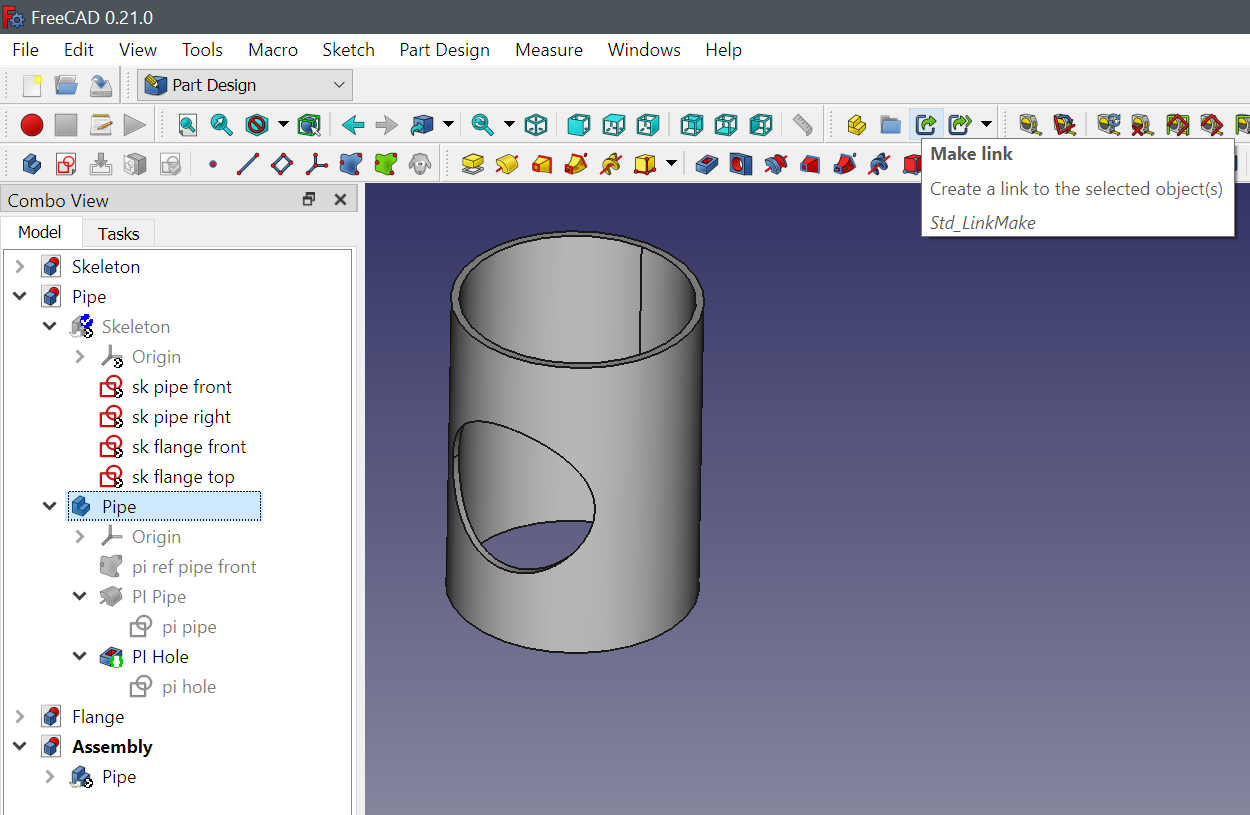 FreeCAD 0.21.0
File Edit View Tools Macro Sketch Part Design Measure Windows Help
Part Design
Make link
Create a link to the selected object(s)
Std_LinkMake
Combo View
Model Tasks
Skeleton
Pipe
Skeleton
Origin
sk pipe front
sk pipe right
sk flange front
sk flange top
Pipe
Origin
pi ref pipe front
PI Pipe
pi pipe
PI Hole
pi hole
Flange
Assembly
Pipe